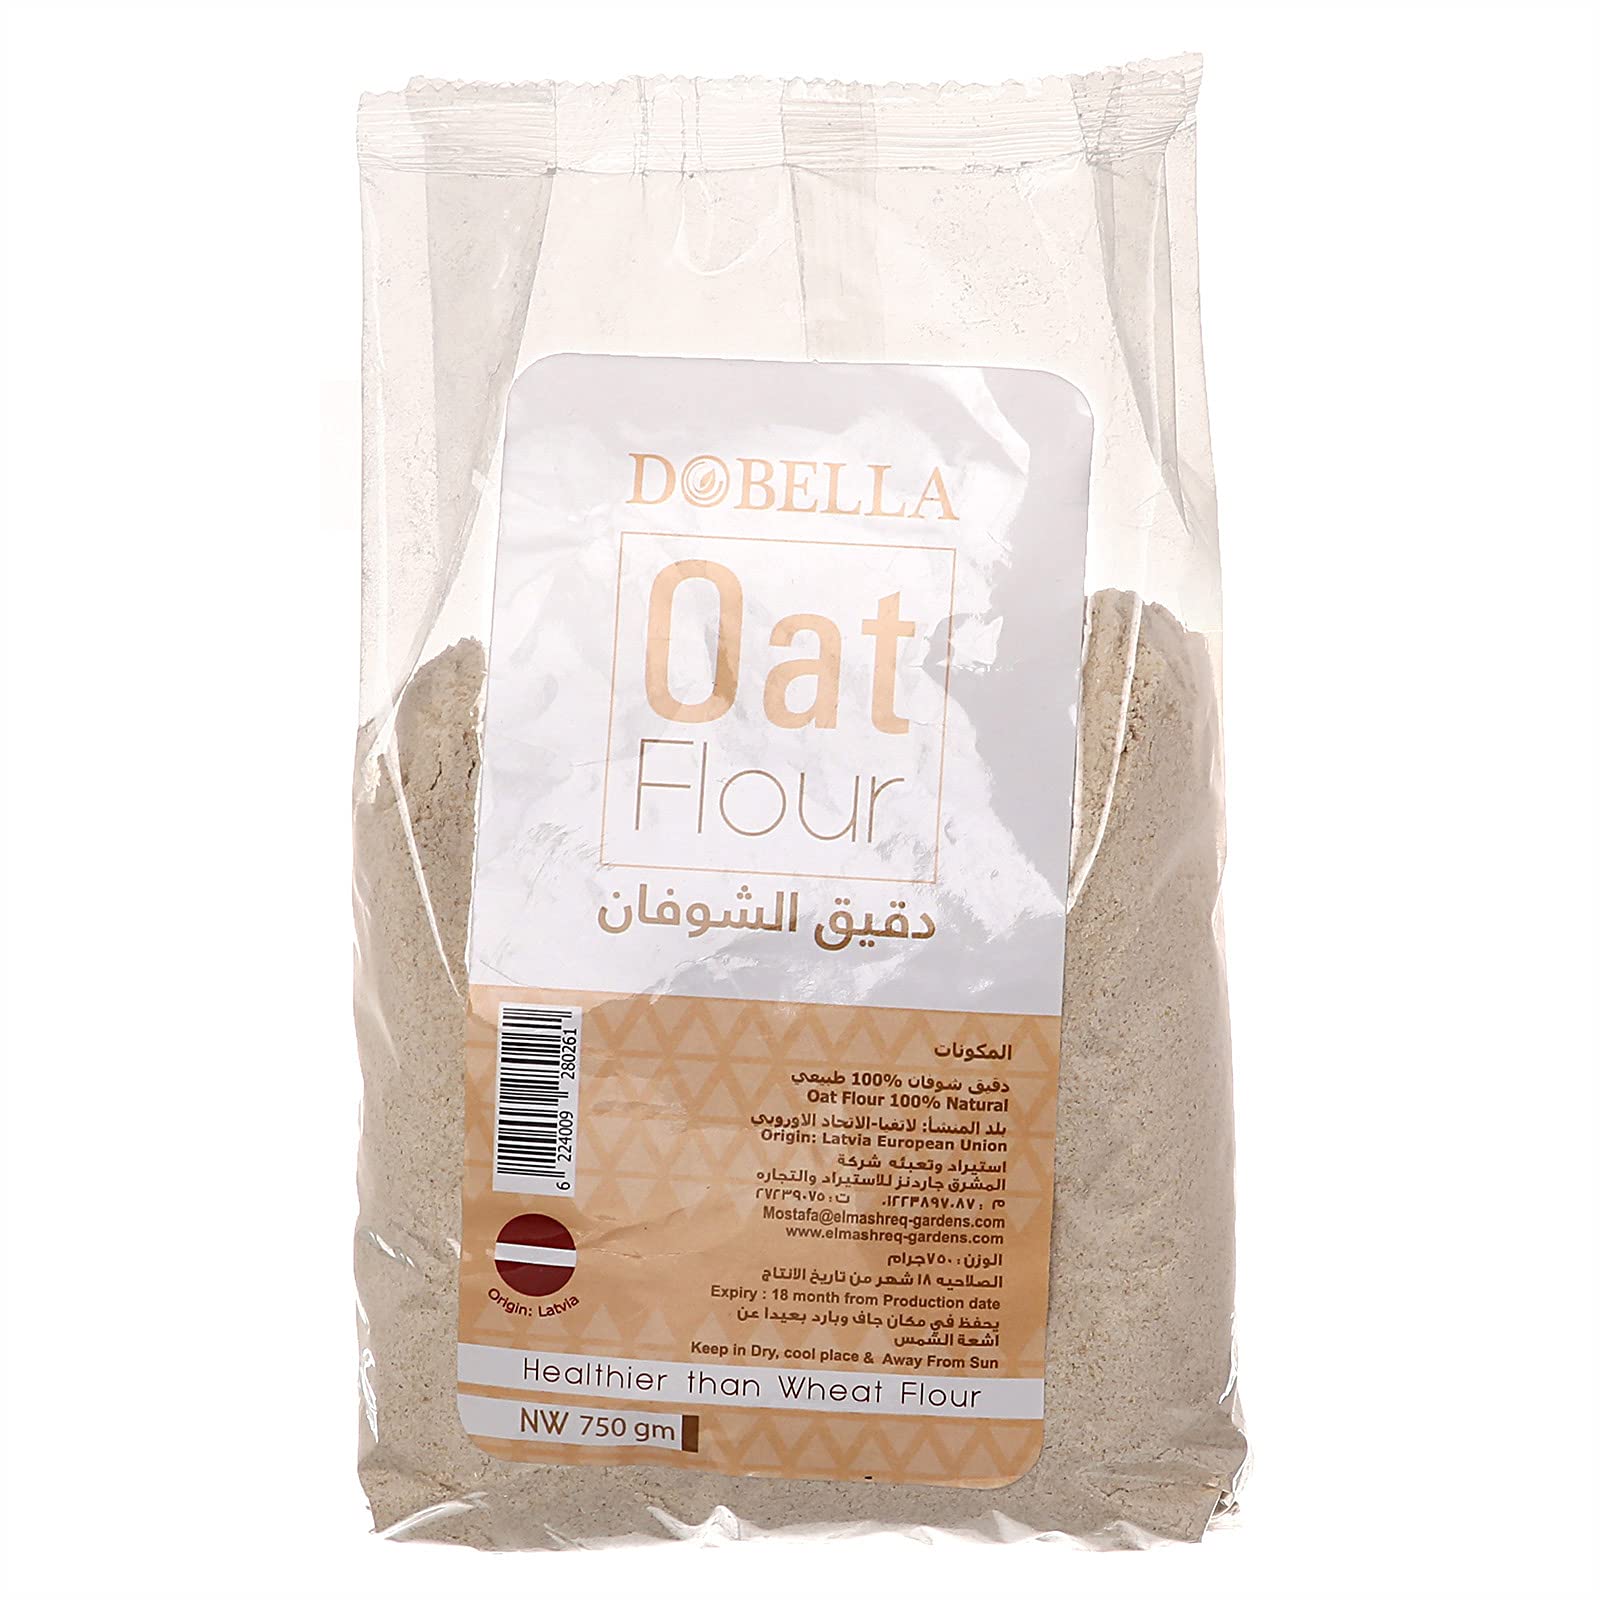 DOBELLA
Oat
Flour
دقيق الشوفان
6 224009 280261
Origin: Latvia
المكونات
دقيق شوفان %100 طبيعي
Oat Flour 100% Natural
بلد المنشأ: لاتفيا-الاتحاد الاوروبي
Origin: Latvia European Union
استيراد وتعبئه شركة
المشرق جاردنز للاستيراد والتجاره
م : ٠١٢٢٣٨٩٧٠٨٧ ت : ٢٧٢٣٩٠٧٥
Mostafa@elmashreq-gardens.com
www.elmashreq-gardens.com
الوزن : ٧٥٠جرام
الصلاحيه ١٨ شهر من تاريخ الانتاج
Expiry : 18 month from Production date
يحفظ في مكان جاف وبارد بعيدا عن
اشعة الشمس
Keep in Dry, cool place & Away From Sun
Healthier than Wheat Flour
NW 750 gm